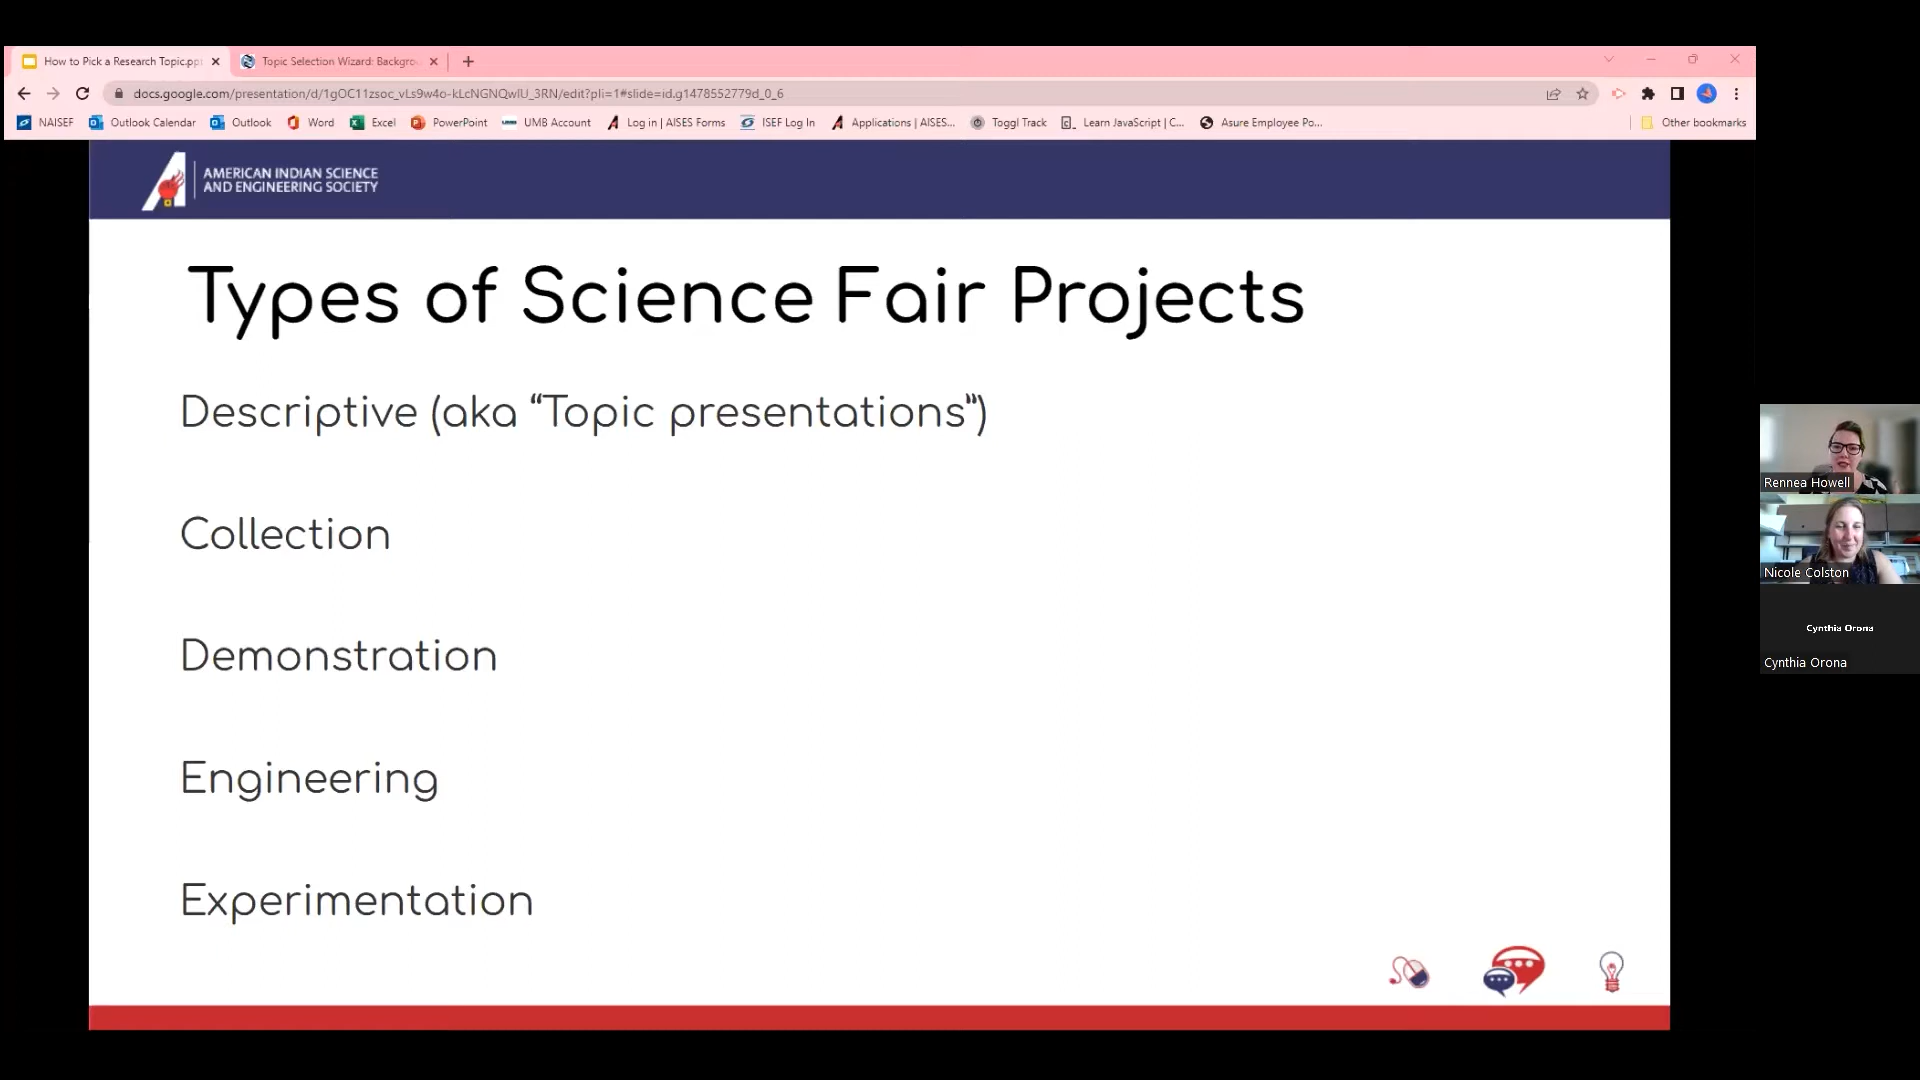 How to Pick a Research Topic.pp
Topic Selection Wizard: Backgro
docs.google.com/presentation/d/1gOC11zsoc_vLs9w4o-kLcNGNQwIU_3RN/edit?pli=1#slide=id.g1478552779d_0_6
NAISEF Outlook Calendar Outlook Word Excel PowerPoint UMB Account Log in | AISES Forms ISEF Log In Applications | AISES... Toggl Track Learn JavaScript | C... Asure Employee Po... Other bookmarks
AMERICAN INDIAN SCIENCE
AND ENGINEERING SOCIETY
Types of Science Fair Projects
Descriptive (aka “Topic presentations”)
Collection
Demonstration
Engineering
Experimentation
Rennea Howell
Nicole Colston
Cynthia Orona
Cynthia Orona